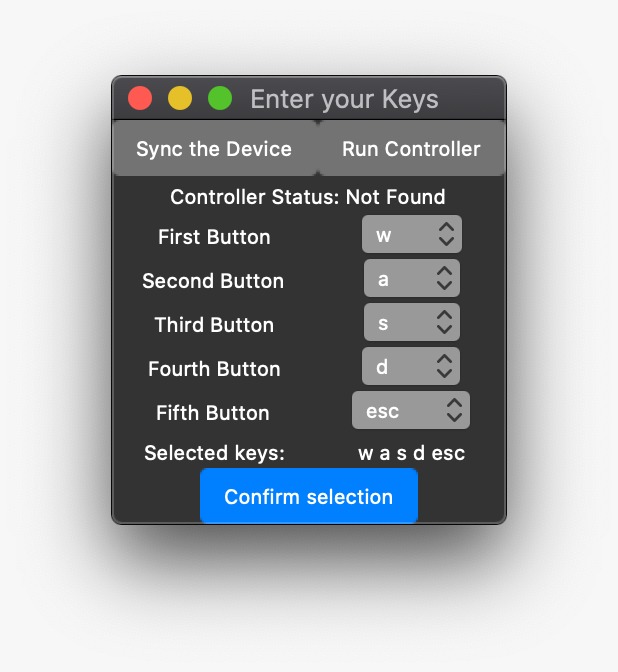 Enter your Keys
Sync the Device Run Controller
Controller Status: Not Found
First Button w
Second Button a
Third Button s
Fourth Button d
Fifth Button esc
Selected keys: w a s d esc
Confirm selection